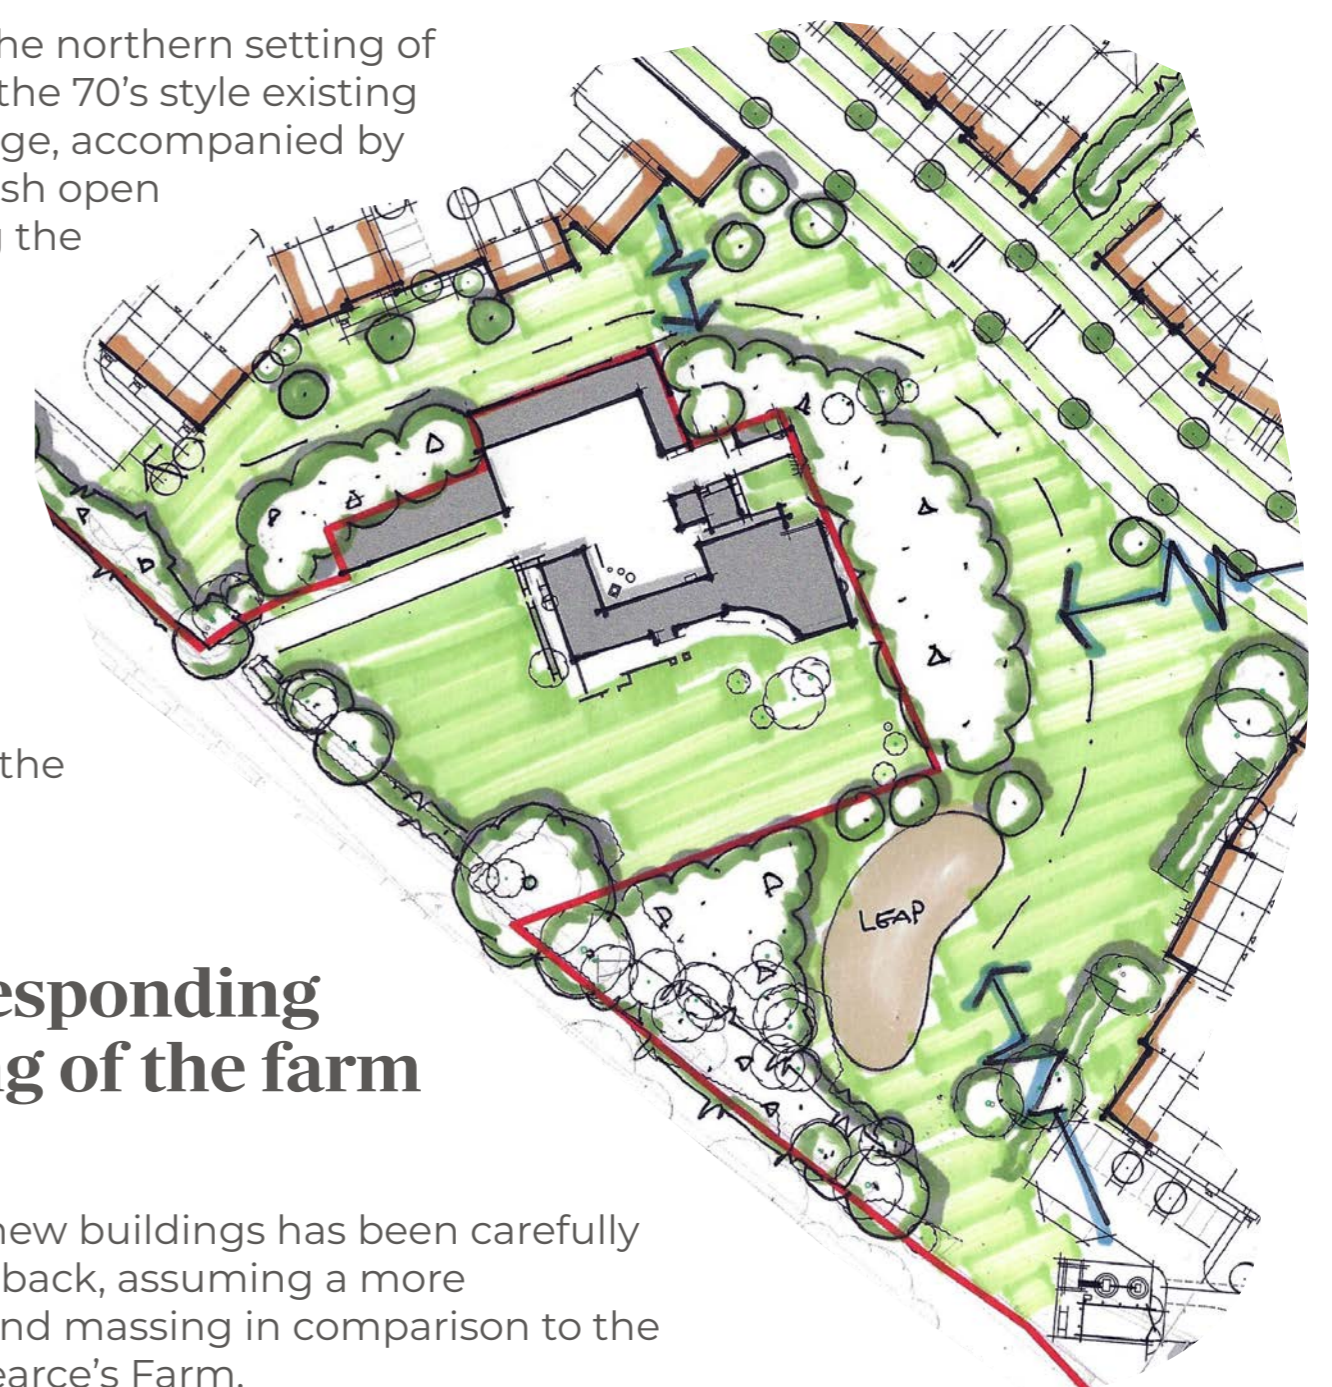 he northern setting of
the 70's style existing
ge, accompanied by
sh open
g the
the
LEAP
esponding
ng of the farm
new buildings has been carefully
back, assuming a more
nd massing in comparison to the
earce's Farm.